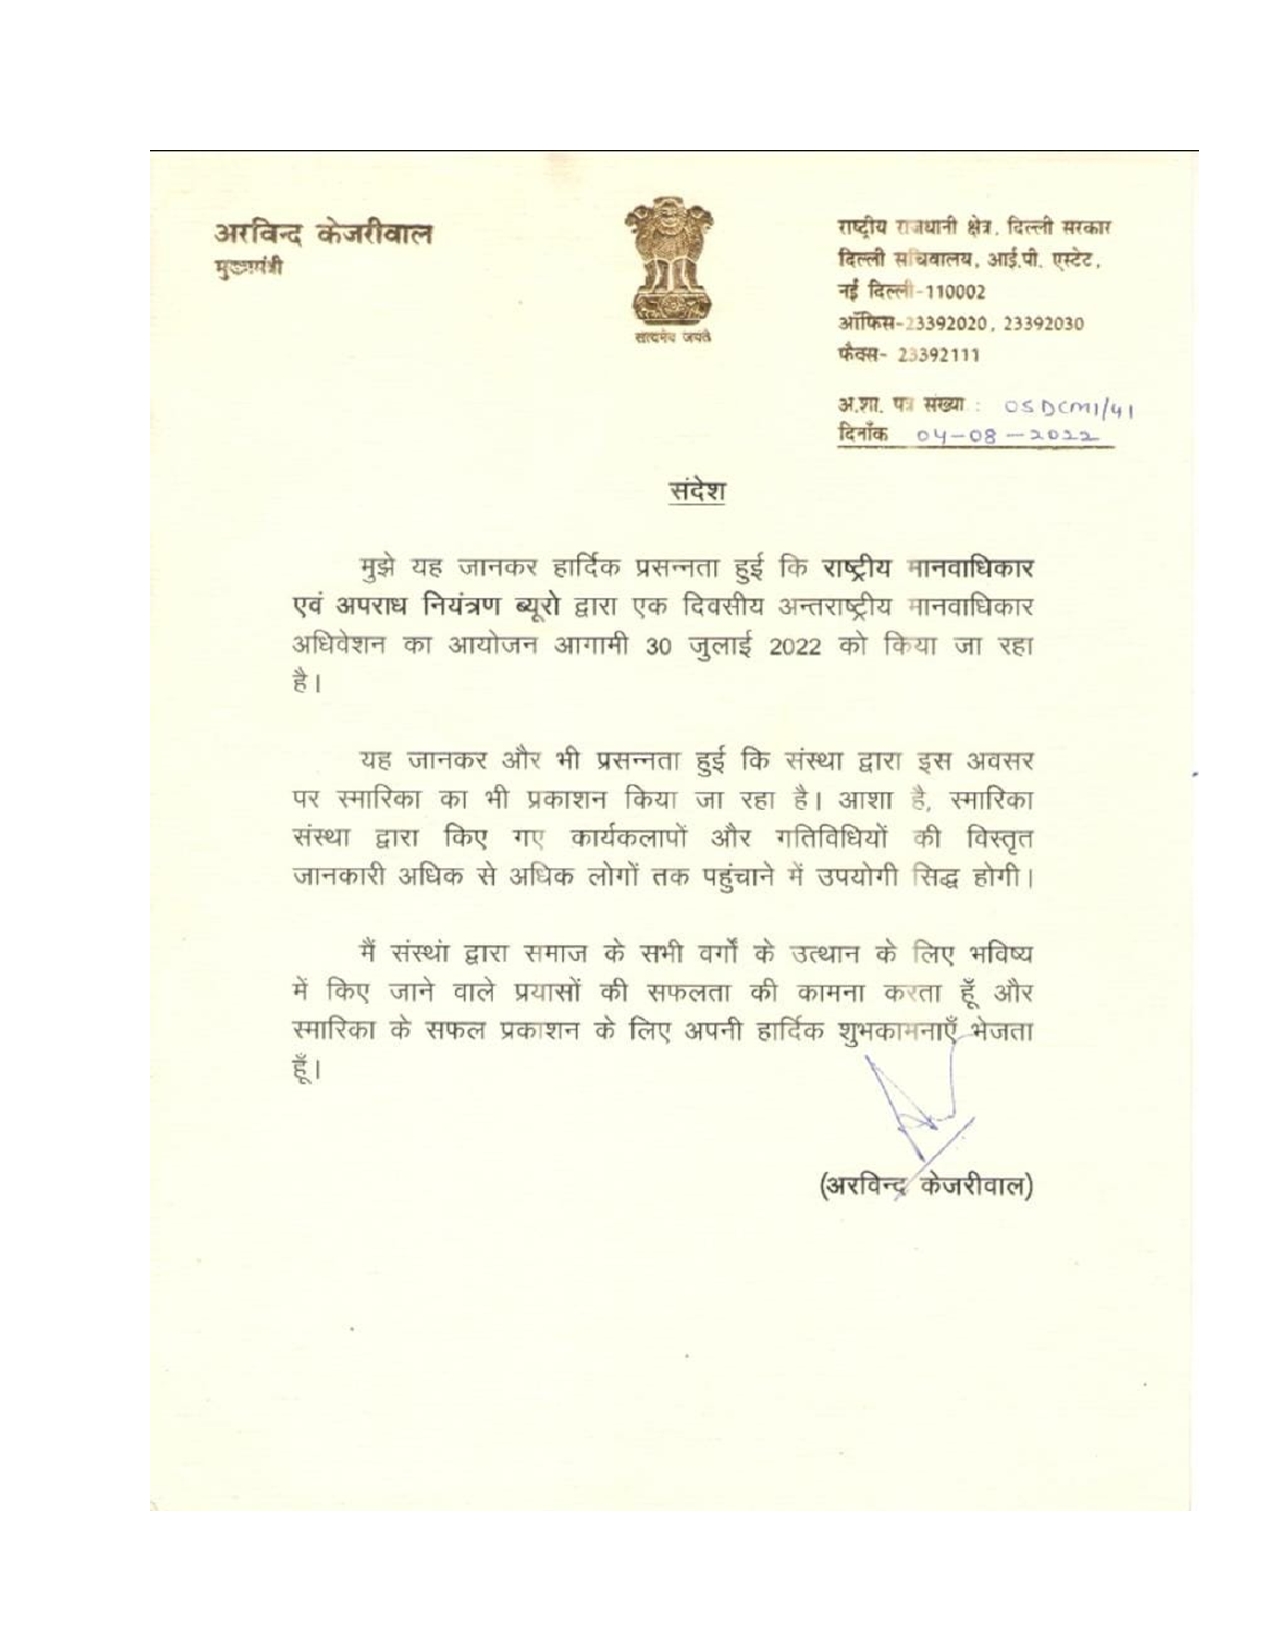 अरविन्द केजरीवाल
मुख्यमंत्री
सत्यमेव जयते
राष्ट्रीय राजधानी क्षेत्र, दिल्ली सरकार
दिल्ली सचिवालय, आई.पी. एस्टेट,
नई दिल्ली-110002
ऑफिस-23392020, 23392030
फैक्स- 23392111
अ.शा. पत्र संख्या : OSDCM1/41
दिनाँक 04-08-2022
संदेश
मुझे यह जानकर हार्दिक प्रसन्नता हुई कि राष्ट्रीय मानवाधिकार
एवं अपराध नियंत्रण ब्यूरो द्वारा एक दिवसीय अन्तराष्ट्रीय मानवाधिकार
अधिवेशन का आयोजन आगामी 30 जुलाई 2022 को किया जा रहा
है।
यह जानकर और भी प्रसन्नता हुई कि संस्था द्वारा इस अवसर
पर स्मारिका का भी प्रकाशन किया जा रहा है। आशा है, स्मारिका
संस्था द्वारा किए गए कार्यकलापों और गतिविधियों की विस्तृत
जानकारी अधिक से अधिक लोगों तक पहुंचाने में उपयोगी सिद्ध होगी।
मैं संस्थां द्वारा समाज के सभी वर्गों के उत्थान के लिए भविष्य
में किए जाने वाले प्रयासों की सफलता की कामना करता हूँ और
स्मारिका के सफल प्रकाशन के लिए अपनी हार्दिक शुभकामनाएँ भेजता
हूँ।
(अरविन्द केजरीवाल)